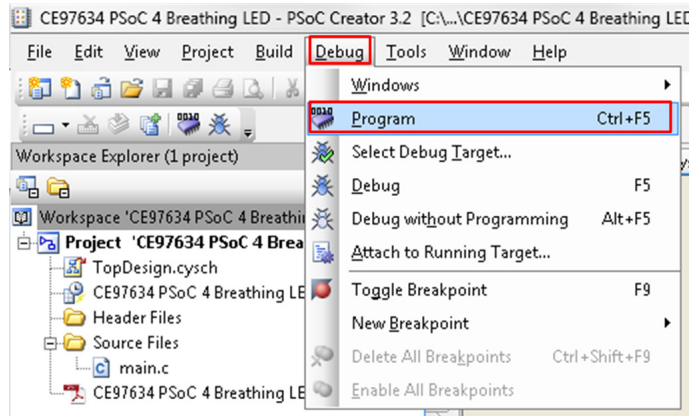 CE97634 PSoC 4 Breathing LED - PSoC Creator 3.2 [C:\...\CE97634 PSoC 4 Breathing LED
File Edit View Project Build Debug Tools Window Help
Windows
Program Ctrl+F5
Workspace Explorer (1 project)
Select Debug Target...
Debug F5
Workspace 'CE97634 PSoC 4 Breathi
Debug without Programming Alt+F5
Project 'CE97634 PSoC 4 Brea
Attach to Running Target...
TopDesign.cysch
CE97634 PSoC 4 Breathing LE
Toggle Breakpoint F9
Header Files
New Breakpoint
Source Files
Delete All Breakpoints Ctrl+Shift+F9
main.c
CE97634 PSoC 4 Breathing LE
Enable All Breakpoints